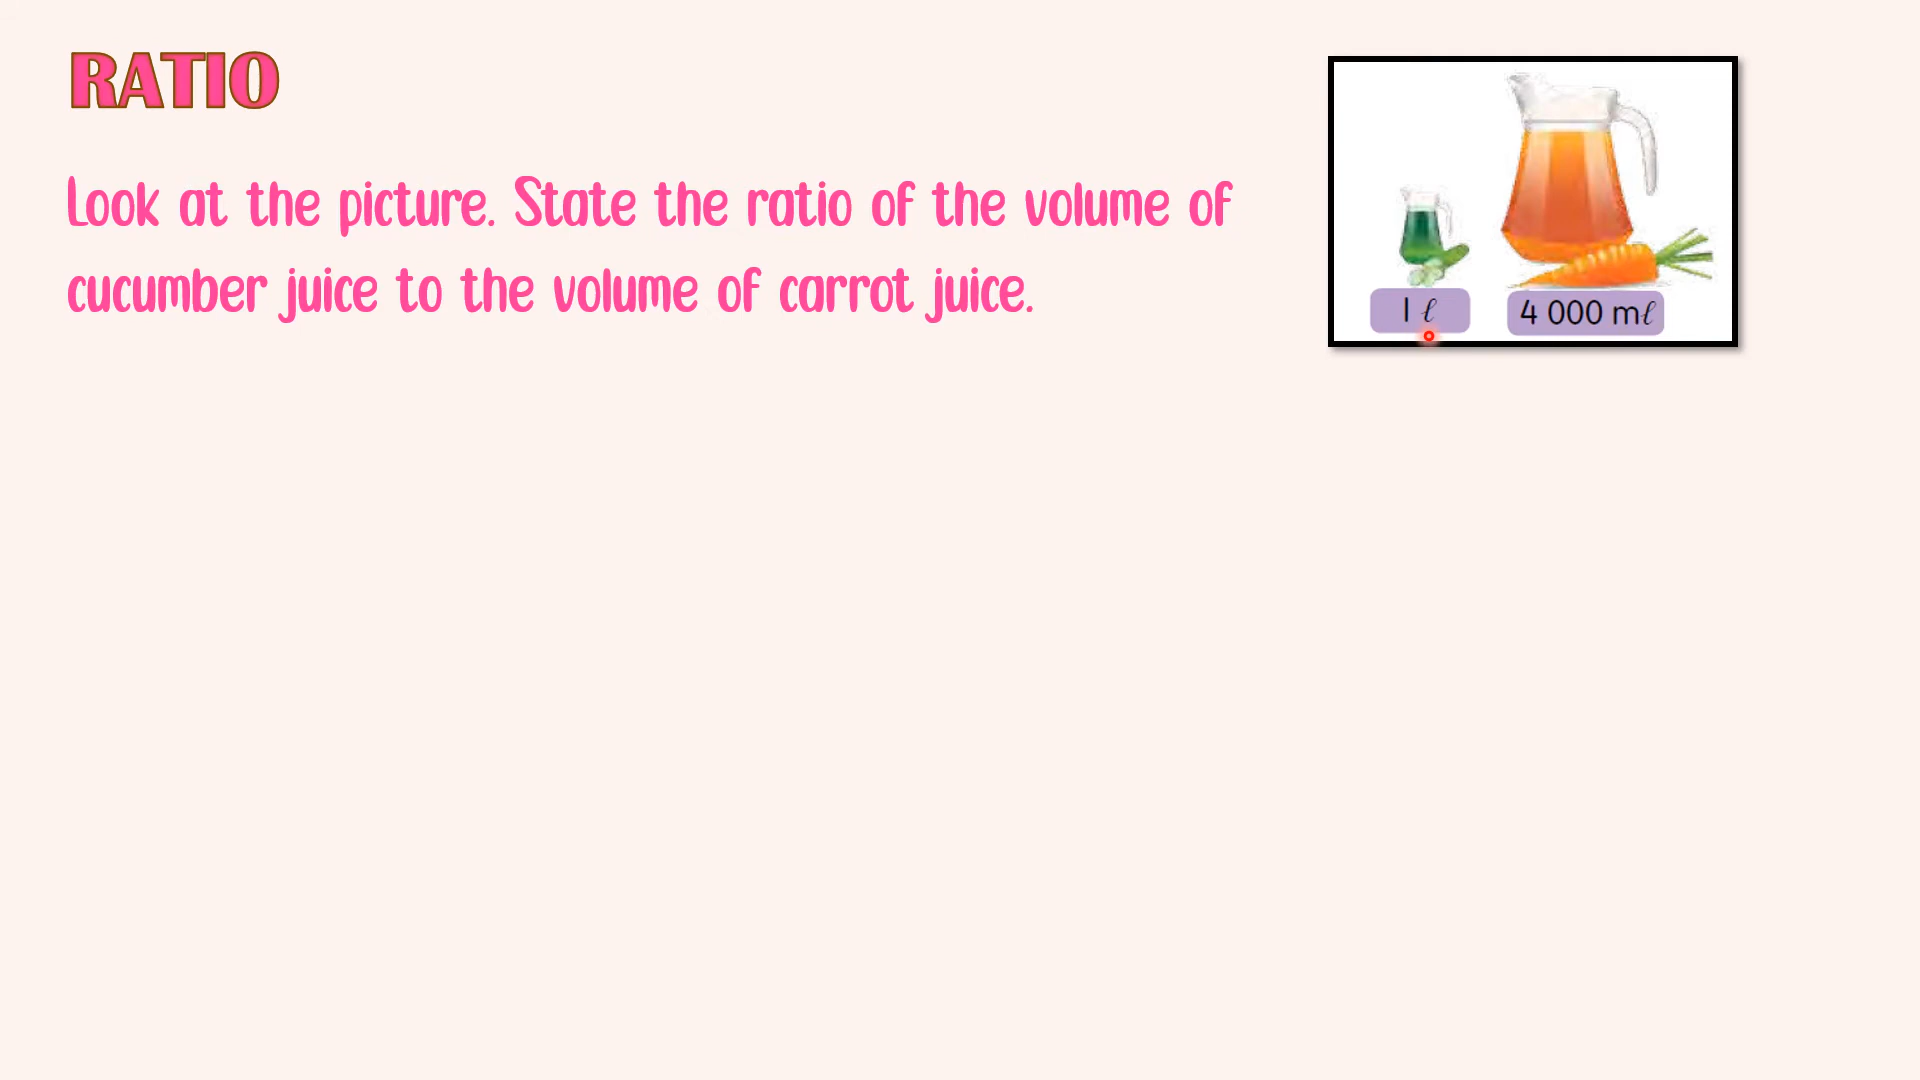 RATIO
Look at the picture. State the ratio of the volume of
cucumber juice to the volume of carrot juice.
1 ℓ
4 000 mℓ